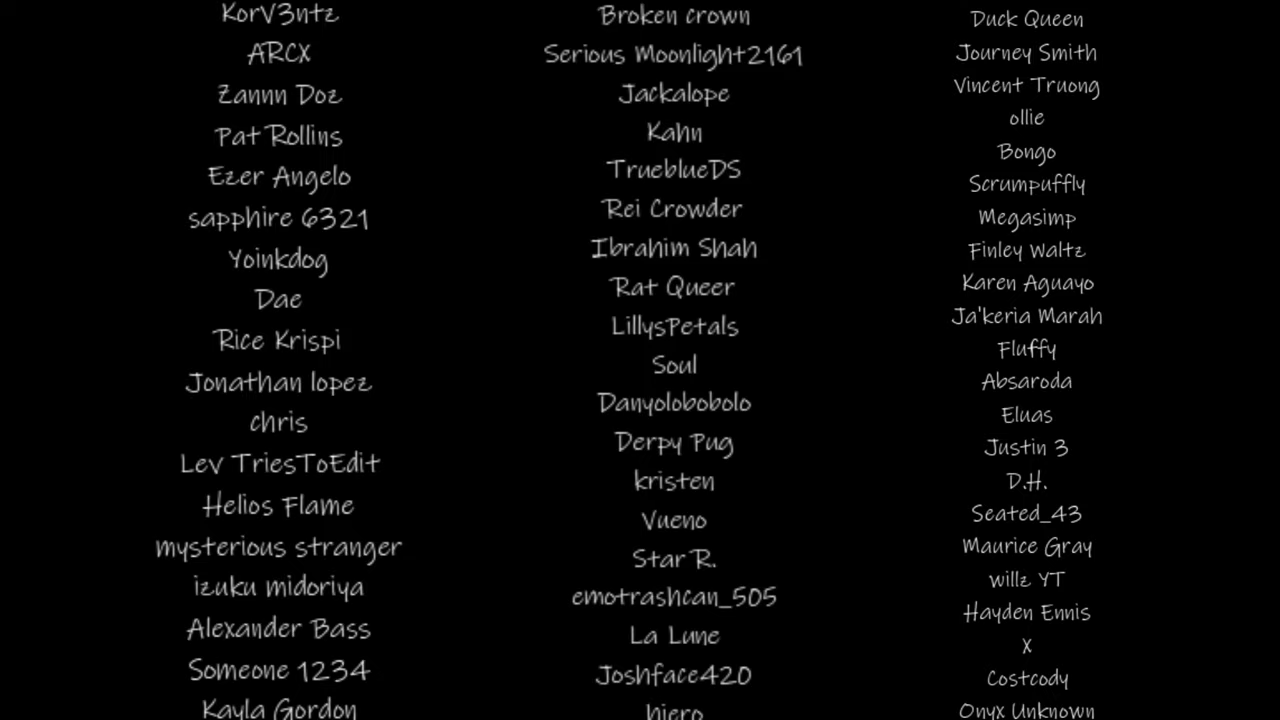 KorV3ntz
ARCX
Zannn Doz
Pat Rollins
Ezer Angelo
sapphire 6321
Yoinkdog
Dae
Rice Krispi
Jonathan lopez
chris
Lev TriesToEdit
Helios Flame
mysterious stranger
izuku midoriya
Alexander Bass
Someone 1234
Kayla Gordon
Broken crown
Serious Moonlight2161
Jackalope
Kahn
TrueblueDS
Rei Crowder
Ibrahim Shah
Rat Queer
LillysPetals
Soul
Danyolobobolo
Derpy Pug
kristen
Vueno
Star R.
emotrashcan_505
La Lune
Joshface420
hiero
Duck Queen
Journey Smith
Vincent Truong
ollie
Bongo
Scrumpuffly
Megasimp
Finley Waltz
Karen Aguayo
Ja'keria Marah
Fluffy
Absaroda
Eluas
Justin 3
D.H.
Seated_43
Maurice Gray
willz YT
Hayden Ennis
X
Costcody
Onyx Unknown